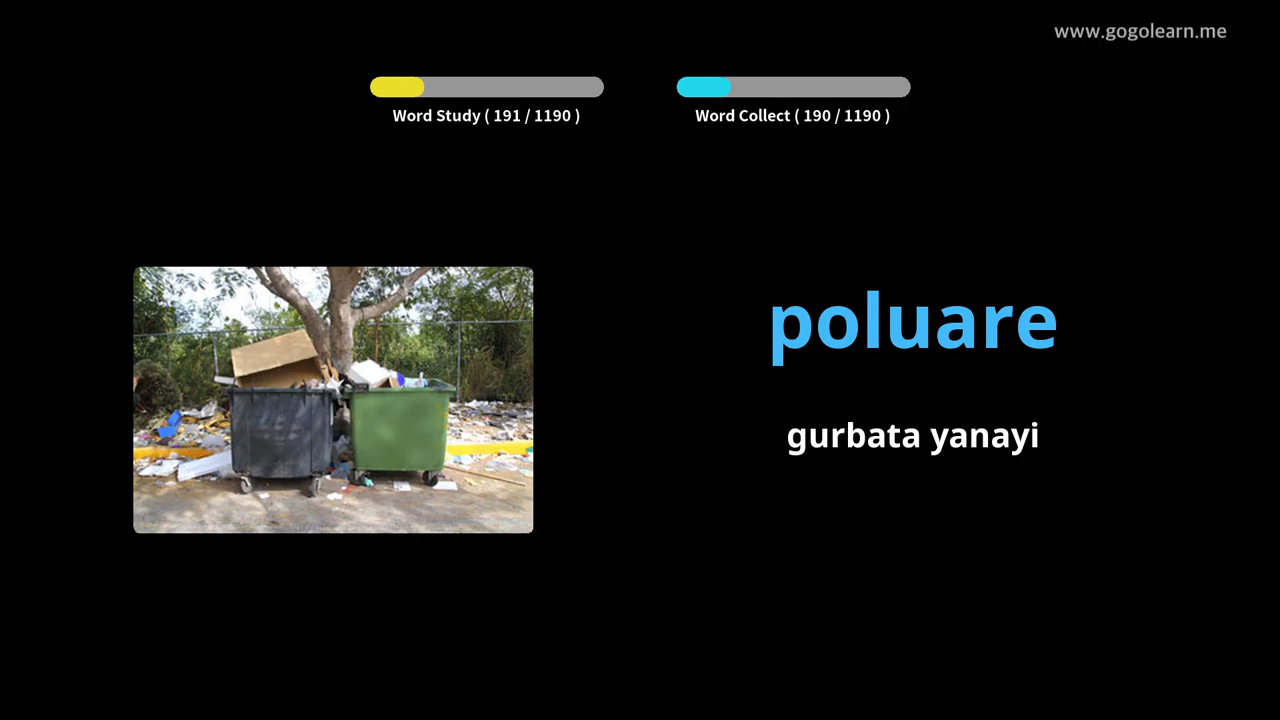 www.gogolearn.me
Word Study ( 191 / 1190 )
Word Collect ( 190 / 1190 )
poluare
gurbata yanayi